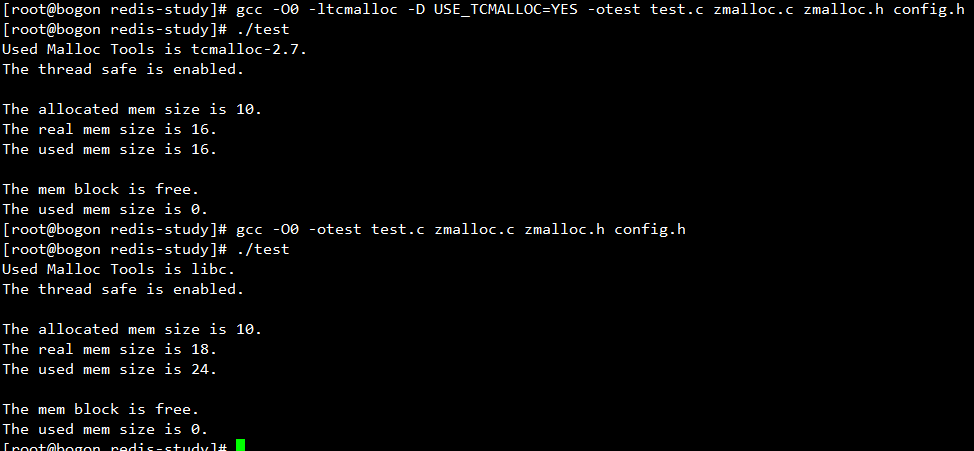 [root@bogon redis-study]# gcc -O0 -ltcmalloc -D USE_TCMALLOC=YES -otest test.c zmalloc.c zmalloc.h config.h
[root@bogon redis-study]# ./test
Used Malloc Tools is tcmalloc-2.7.
The thread safe is enabled.
The allocated mem size is 10.
The real mem size is 16.
The used mem size is 16.
The mem block is free.
The used mem size is 0.
[root@bogon redis-study]# gcc -O0 -otest test.c zmalloc.c zmalloc.h config.h
[root@bogon redis-study]# ./test
Used Malloc Tools is libc.
The thread safe is enabled.
The allocated mem size is 10.
The real mem size is 18.
The used mem size is 24.
The mem block is free.
The used mem size is 0.
[root@bogon redis-study]#